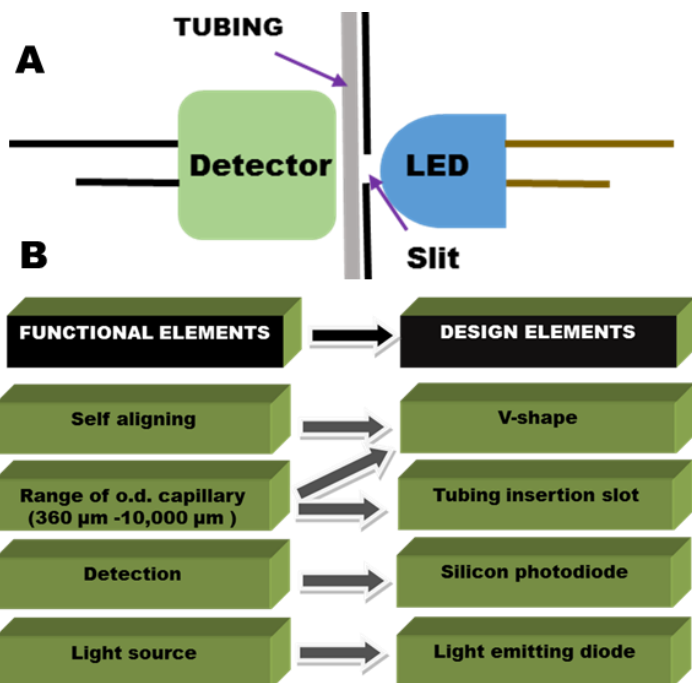 TUBING
A
Detector
LED
Slit
B
FUNCTIONAL ELEMENTS
DESIGN ELEMENTS
Self aligning
V-shape
Range of o.d. capillary
(360 µm -10,000 µm )
Tubing insertion slot
Detection
Silicon photodiode
Light source
Light emitting diode